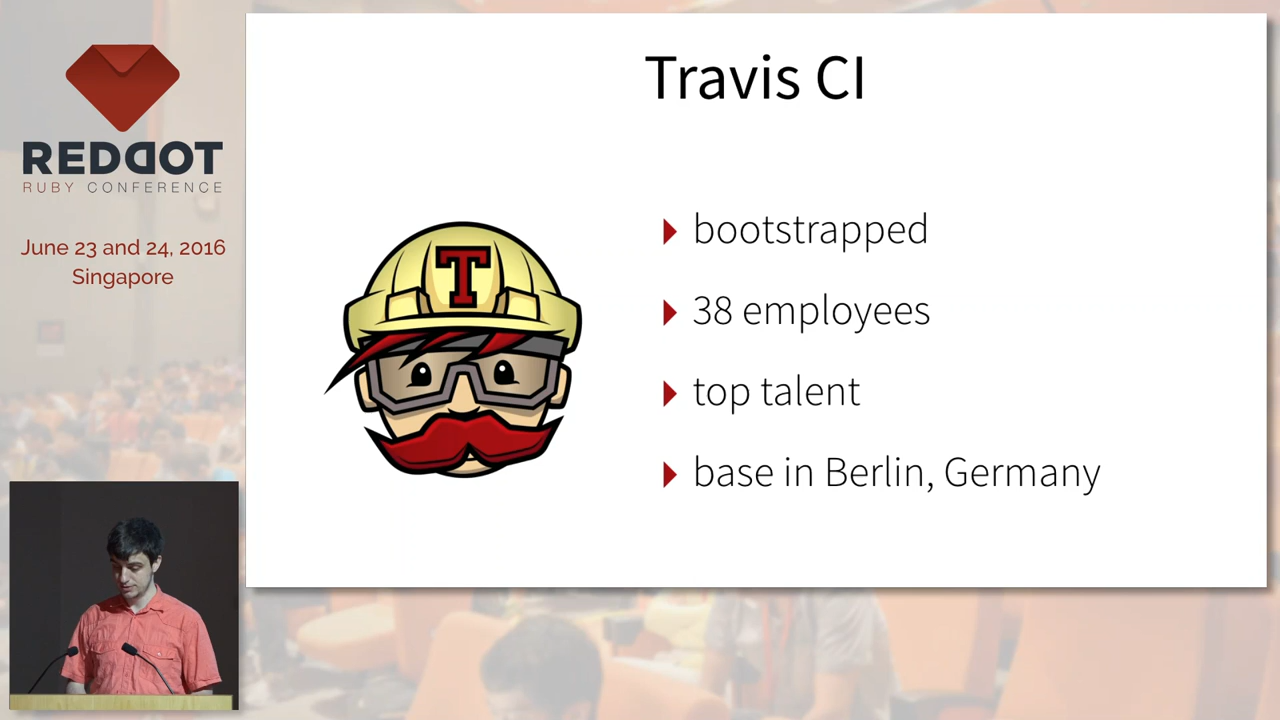 REDDOT
RUBY CONFERENCE
June 23 and 24, 2016
Singapore
Travis CI
T
bootstrapped
38 employees
top talent
base in Berlin, Germany